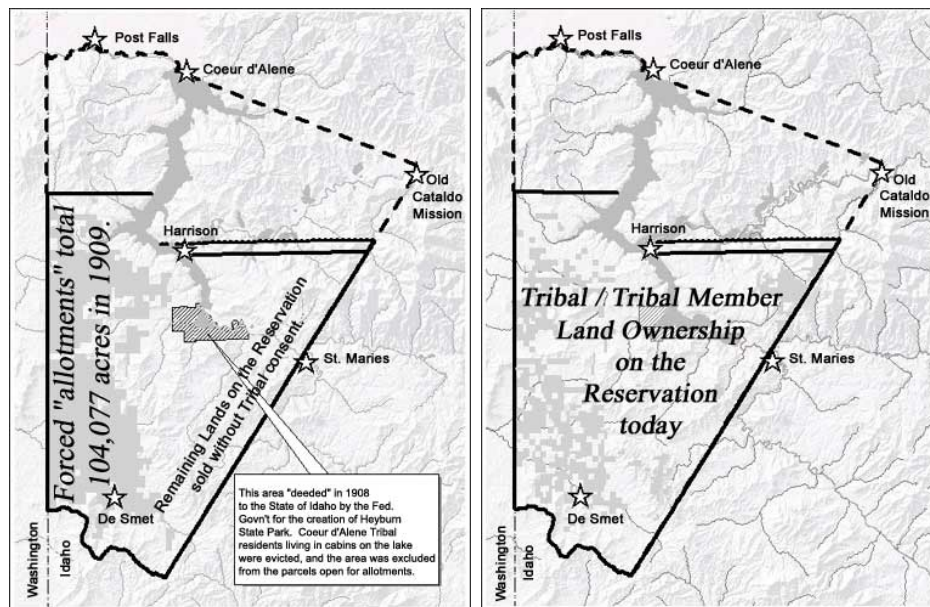 Post Falls
Coeur d'Alene
Old
Cataldo
Mission
Harrison
Forced "allotments" total
104,077 acres in 1909.
Remaining Lands on the Reservation
sold without Tribal consent.
St. Maries
De Smet
This area "deeded" in 1908
to the State of Idaho by the Fed.
Govn't for the creation of Heyburn
State Park. Coeur d'Alene Tribal
residents living in cabins on the lake
were evicted, and the area was excluded
from the parcels open for allotments.
Washington
Idaho
Post Falls
Coeur d'Alene
Old
Cataldo
Mission
Harrison
Tribal / Tribal Member
Land Ownership
on the
Reservation
today
St. Maries
De Smet
Washington
Idaho